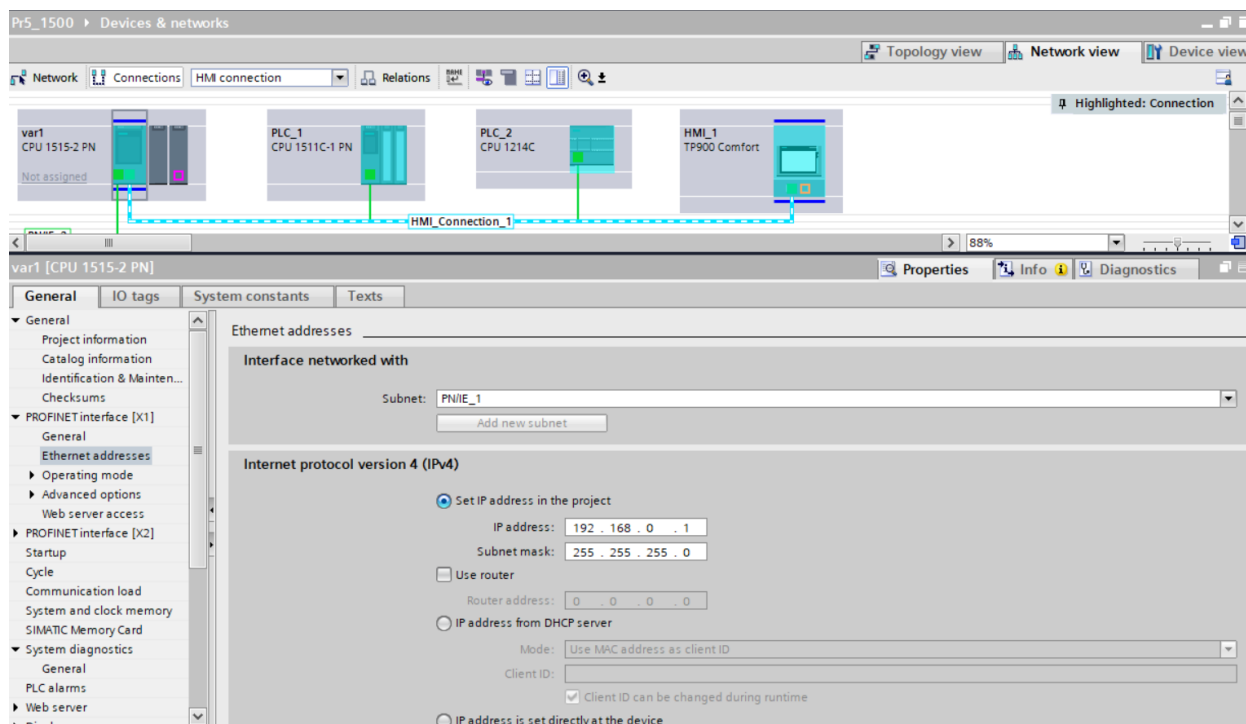 Pr5_1500 ▸ Devices & networks
Topology view Network view Device view
Network Connections HMI connection Relations
Highlighted: Connection
var1
CPU 1515-2 PN
Not assigned
PLC_1
CPU 1511C-1 PN
PLC_2
CPU 1214C
HMI_1
TP900 Comfort
HMI_Connection_1
88%
var1 [CPU 1515-2 PN]
Properties Info Diagnostics
General IO tags System constants Texts
General
Project information
Catalog information
Identification & Mainten...
Checksums
PROFINET interface [X1]
General
Ethernet addresses
Operating mode
Advanced options
Web server access
PROFINET interface [X2]
Startup
Cycle
Communication load
System and clock memory
SIMATIC Memory Card
System diagnostics
General
PLC alarms
Web server
Ethernet addresses
Interface networked with
Subnet: PN/IE_1
Add new subnet
Internet protocol version 4 (IPv4)
Set IP address in the project
IP address: 192 . 168 . 0 . 1
Subnet mask: 255 . 255 . 255 . 0
Use router
Router address: 0 . 0 . 0 . 0
IP address from DHCP server
Mode: Use MAC address as client ID
Client ID:
Client ID can be changed during runtime
IP address is set directly at the device